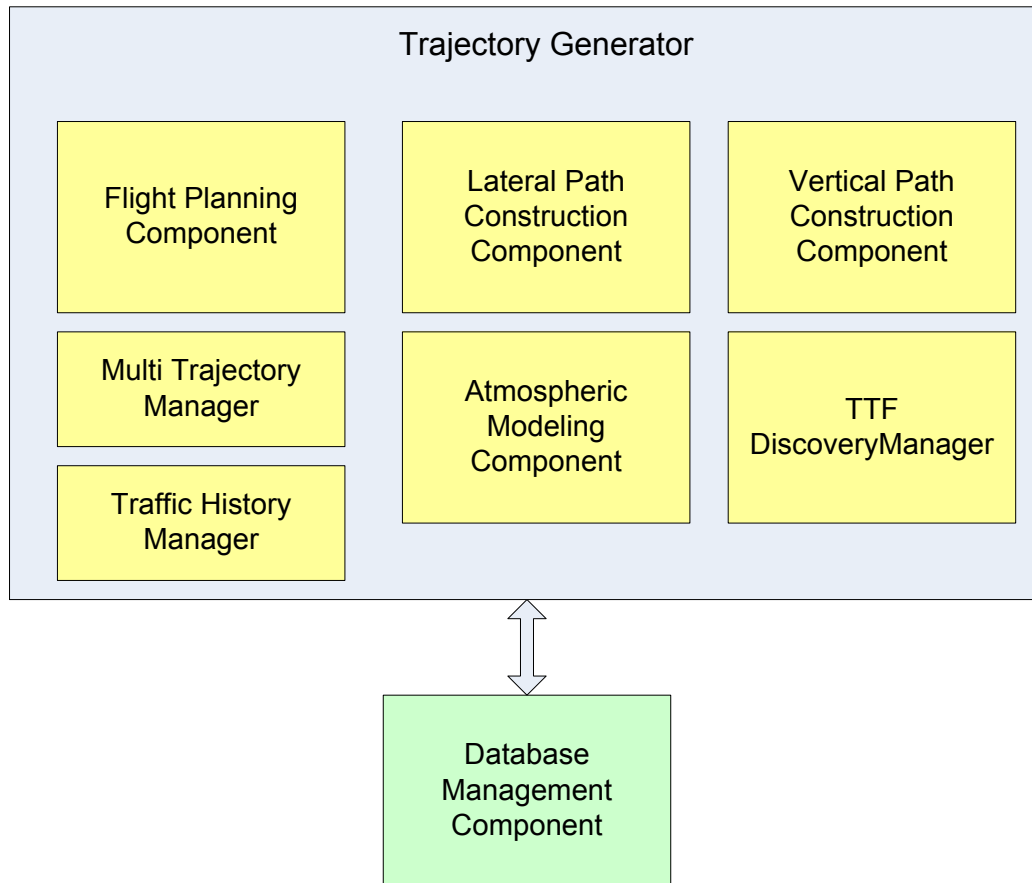 Trajectory Generator
Flight Planning
Component
Lateral Path
Construction
Component
Vertical Path
Construction
Component
Multi Trajectory
Manager
Atmospheric
Modeling
Component
TTF
DiscoveryManager
Traffic History
Manager
Database
Management
Component